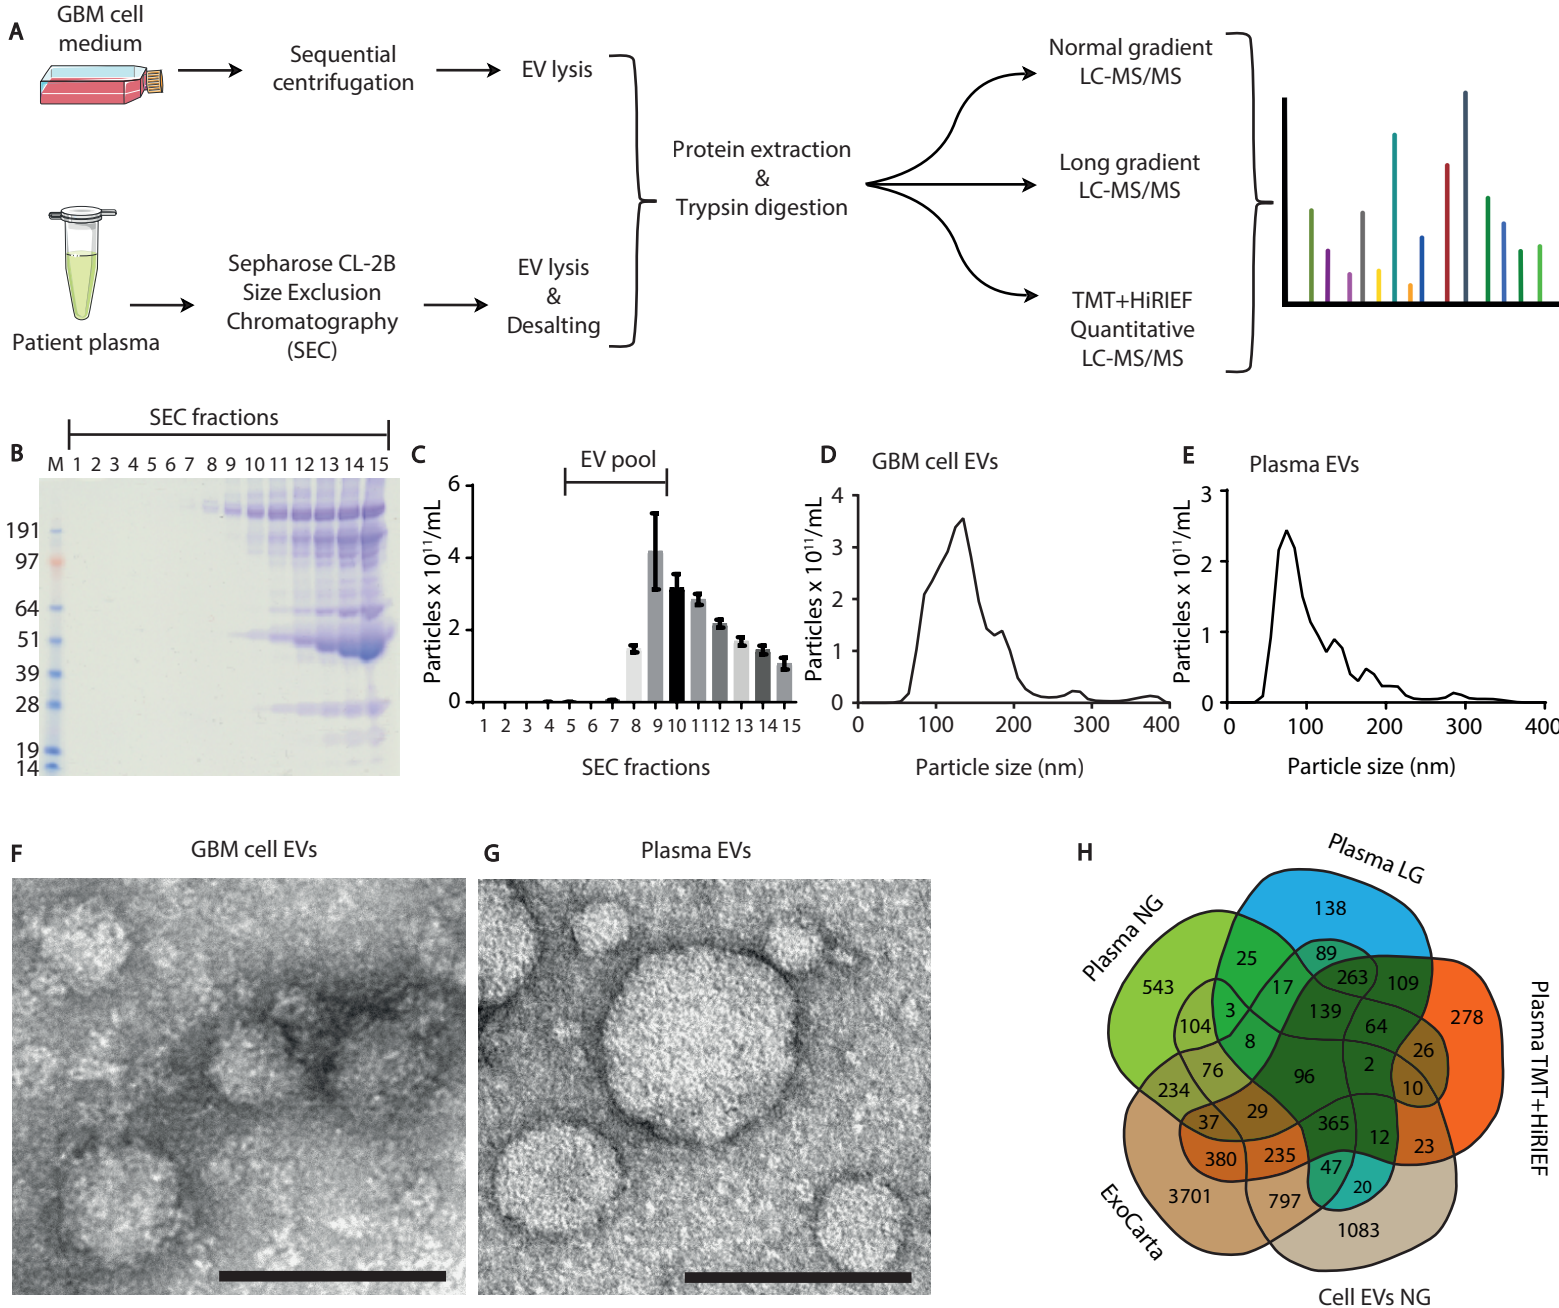 A
GBM cell
medium
Sequential
centrifugation
EV lysis
Patient plasma
Sepharose CL-2B
Size Exclusion
Chromatography
(SEC)
EV lysis
&
Desalting
Protein extraction
&
Trypsin digestion
Normal gradient
LC-MS/MS
Long gradient
LC-MS/MS
TMT+HiRIEF
Quantitative
LC-MS/MS
B
SEC fractions
M 1 2 3 4 5 6 7 8 9 10 11 12 13 14 15
191
97
64
51
39
28
19
14
C
EV pool
Particles x 10¹¹/mL
6
4
2
0
1 2 3 4 5 6 7 8 9 10 11 12 13 14 15
SEC fractions
D
GBM cell EVs
Particles x 10¹¹/mL
4
3
2
1
0
0 100 200 300 400
Particle size (nm)
E
Plasma EVs
Particles x 10¹¹/mL
3
2
1
0
0 100 200 300 400
Particle size (nm)
F
GBM cell EVs
G
Plasma EVs
H
Plasma LG
Plasma NG
Plasma TMT+HiRIEF
ExoCarta
Cell EVs NG
138
89
25
263
109
17
543
3
139
278
104
64
8
26
76
2
96
10
234
29
37
365
12
23
380
235
47
20
3701
797
1083